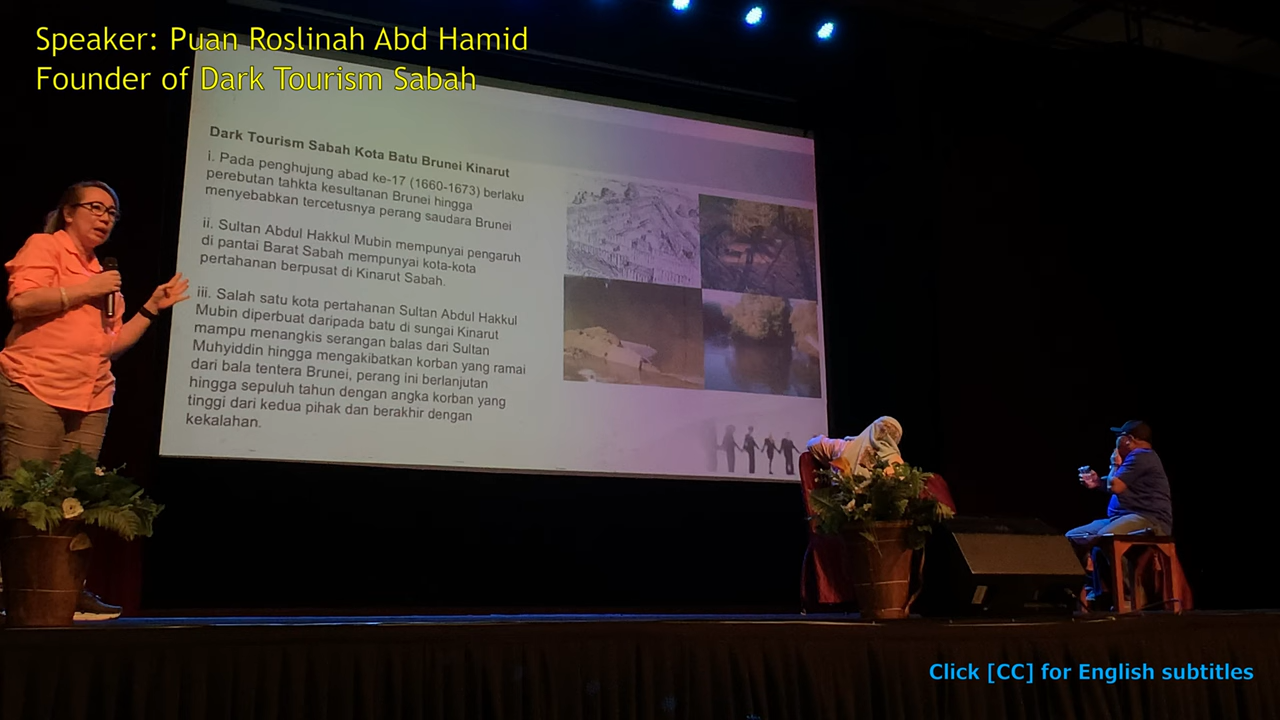 Speaker: Puan Roslinah Abd Hamid
Founder of Dark Tourism Sabah
Dark Tourism Sabah Kota Batu Brunei Kinarut
i. Pada penghujung abad ke-17 (1660-1673) berlaku
perebutan tahkta kesultanan Brunei hingga
menyebabkan tercetusnya perang saudara Brunei
ii. Sultan Abdul Hakkul Mubin mempunyai pengaruh
di pantai Barat Sabah mempunyai kota-kota
pertahanan berpusat di Kinarut Sabah.
iii. Salah satu kota pertahanan Sultan Abdul Hakkul
Mubin diperbuat daripada batu di sungai Kinarut
mampu menangkis serangan balas dari Sultan
Muhyiddin hingga mengakibatkan korban yang ramai
dari bala tentera Brunei, perang ini berlanjutan
hingga sepuluh tahun dengan angka korban yang
tinggi dari kedua pihak dan berakhir dengan
kekalahan.
Click [CC] for English subtitles